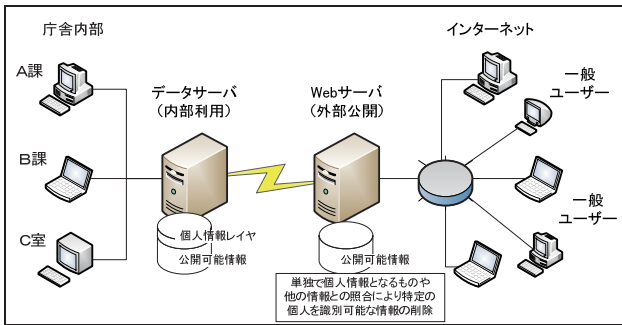 庁舎内部
インターネット
A課
B課
C室
データサーバ
(内部利用)
Webサーバ
(外部公開)
一般
ユーザー
一般
ユーザー
個人情報レイヤ
公開可能情報
公開可能情報
単独で個人情報となるものや
他の情報との照合により特定の
個人を識別可能な情報の削除